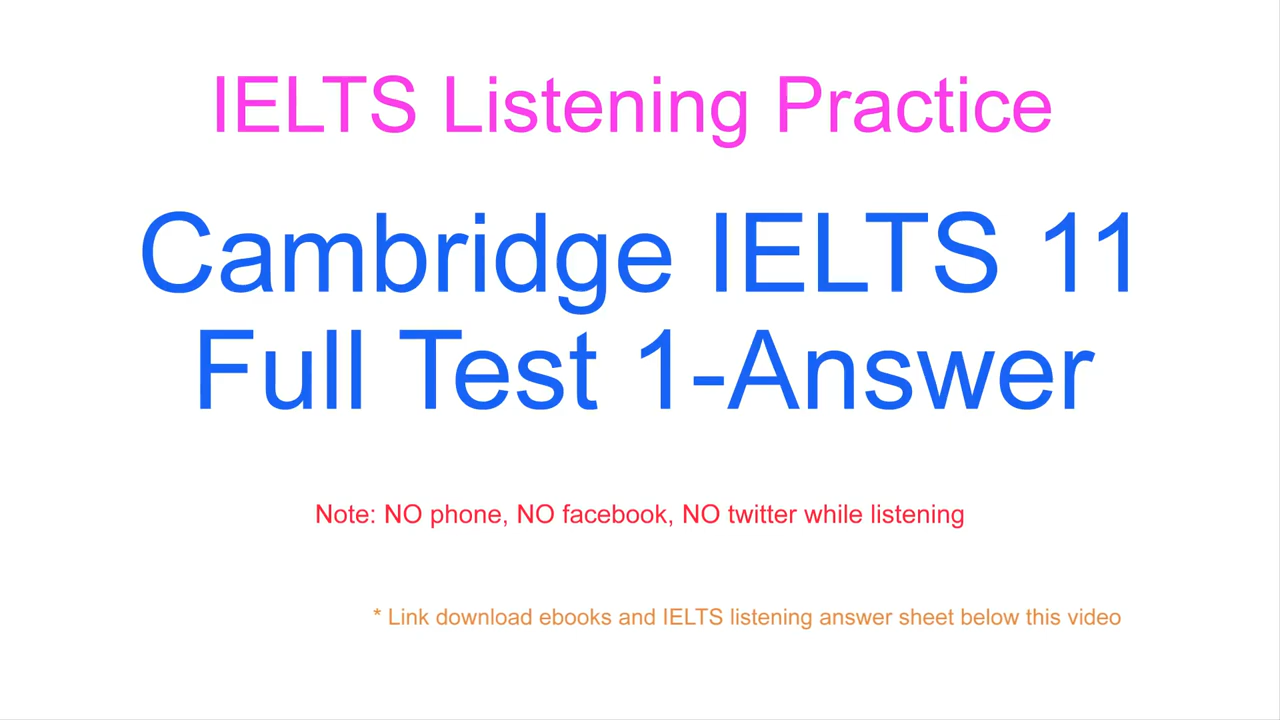 IELTS Listening Practice
Cambridge IELTS 11
Full Test 1-Answer
Note: NO phone, NO facebook, NO twitter while listening
* Link download ebooks and IELTS listening answer sheet below this video